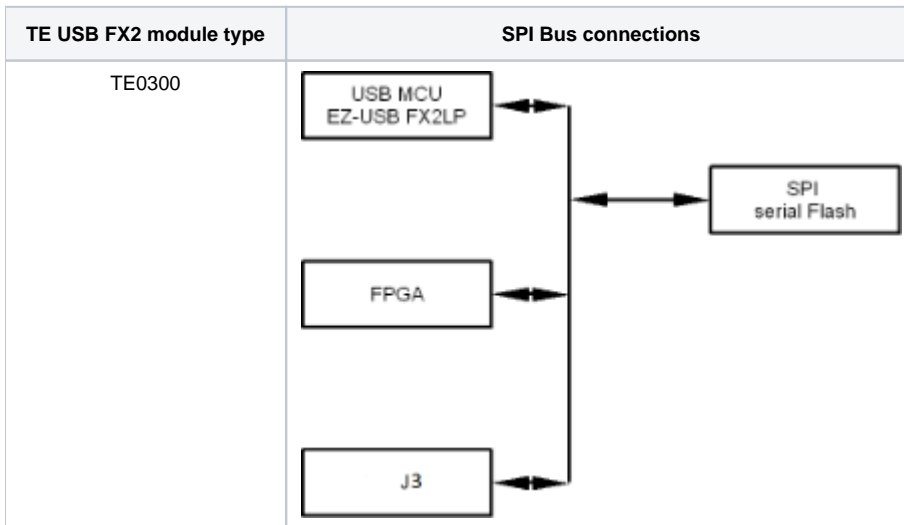 TE USB FX2 module type
SPI Bus connections
TE0300
USB MCU
EZ-USB FX2LP
SPI
serial Flash
FPGA
J3